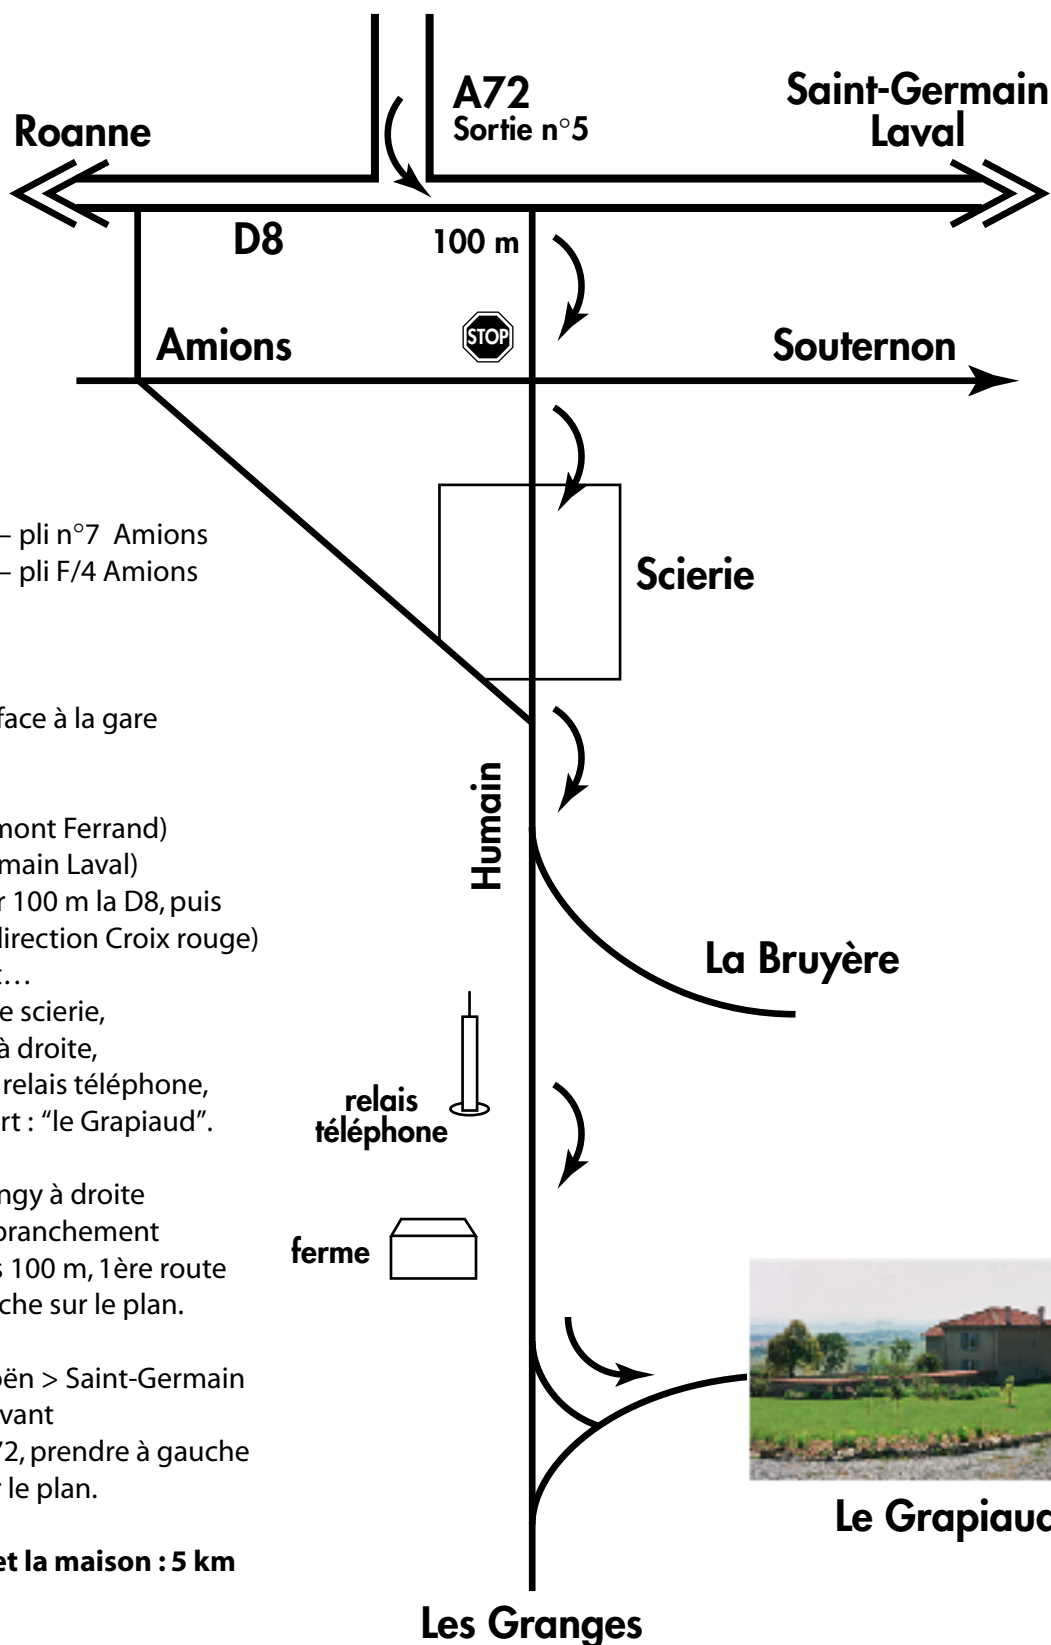 A72
Sortie n°5
Saint-Germain
Laval
Roanne
D8
100 m
STOP
Amions
Souternon
– pli n°7 Amions
– pli F/4 Amions
Scierie
face à la gare
Humain
mont Ferrand)
main Laval)
r 100 m la D8, puis
direction Croix rouge)
t…
e scierie,
à droite,
relais téléphone,
rt : “le Grapiaud”.
La Bruyère
relais
téléphone
ngy à droite
branchement
s 100 m, 1ère route
che sur le plan.
ferme
oën > Saint-Germain
vant
72, prendre à gauche
r le plan.
et la maison : 5 km
Le Grapiaud
Les Granges